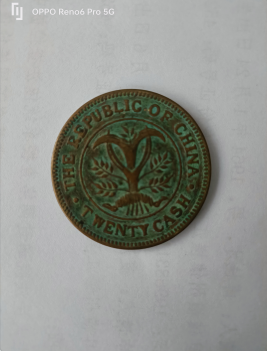 OPPO Reno6 Pro 5G
THE REPUBLIC OF CHINA
TWENTY CASH